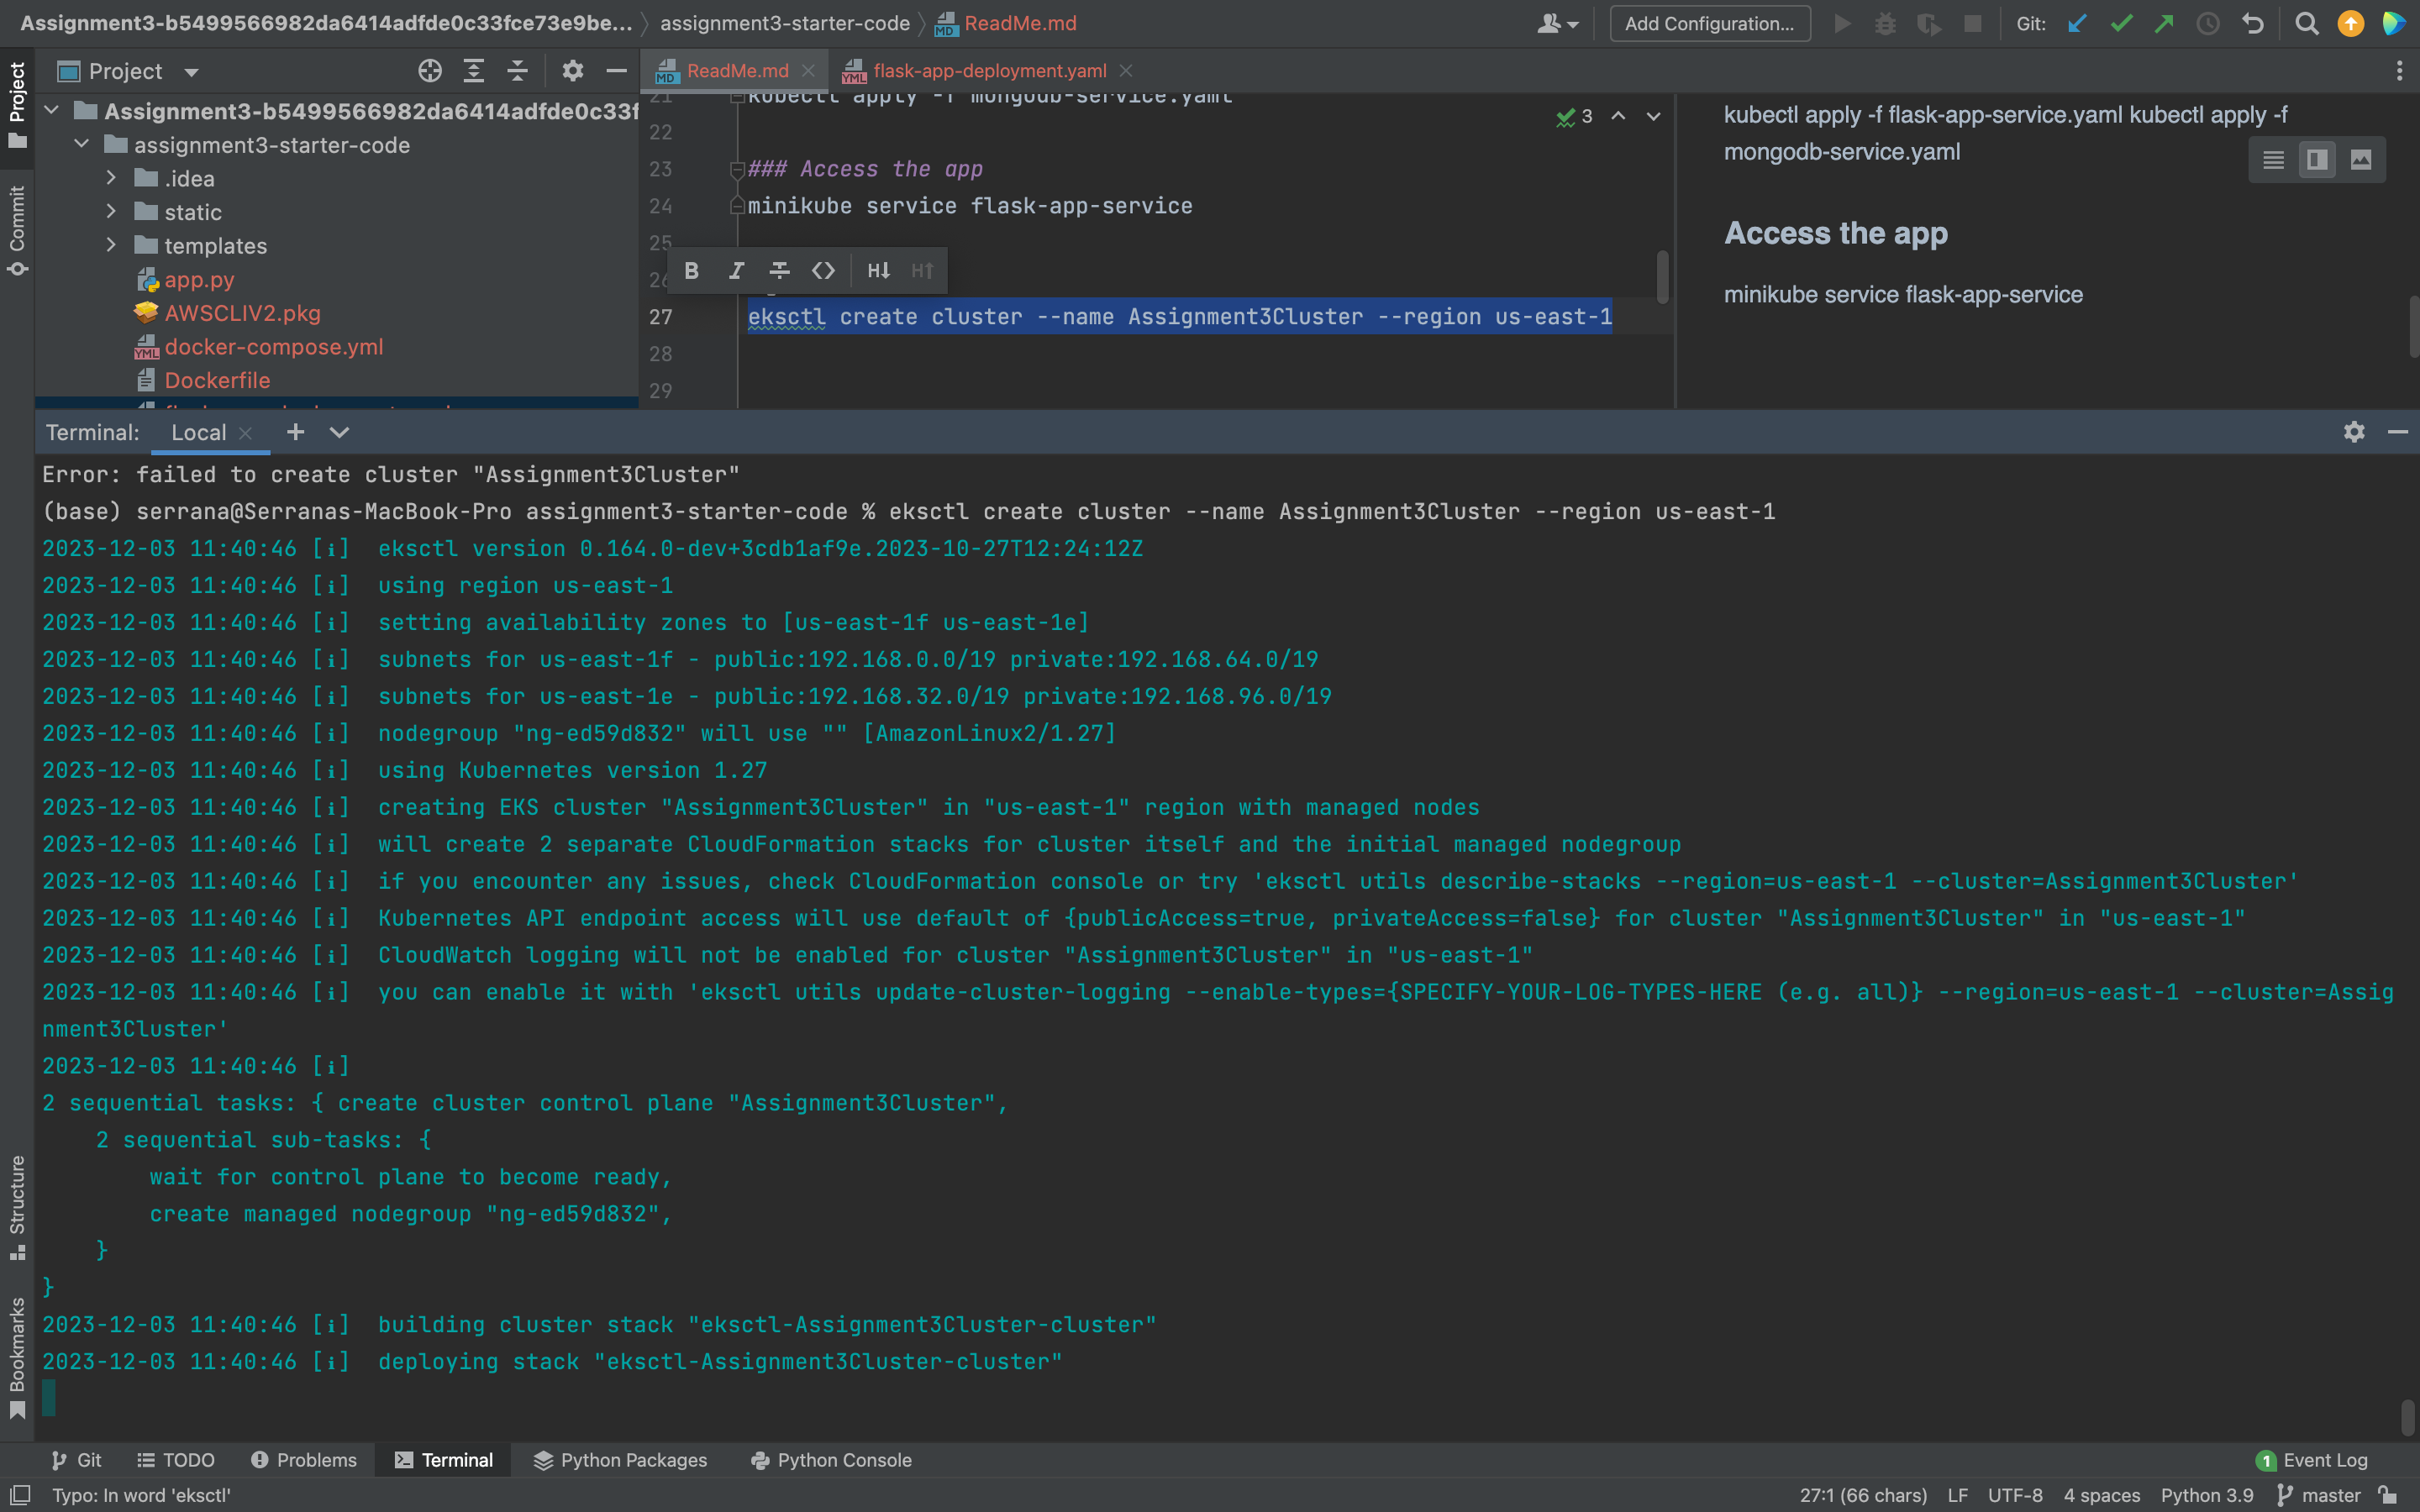 Assignment3-b5499566982da6414adfde0c33fce73e9be... assignment3-starter-code ReadMe.md Add Configuration... Git:
Project
ReadMe.md flask-app-deployment.yaml
Project
Commit
Structure
Bookmarks
Assignment3-b5499566982da6414adfde0c33f
assignment3-starter-code
.idea
static
templates
app.py
AWSCLIV2.pkg
docker-compose.yml
Dockerfile
21 kubectl apply -f mongodb-service.yaml
22
23 ### Access the app
24 minikube service flask-app-service
25
26
27 eksctl create cluster --name Assignment3Cluster --region us-east-1
28
29
3
B I H↓ H↑
kubectl apply -f flask-app-service.yaml kubectl apply -f
mongodb-service.yaml
Access the app
minikube service flask-app-service
Terminal: Local
Error: failed to create cluster "Assignment3Cluster"
(base) serrana@Serranas-MacBook-Pro assignment3-starter-code % eksctl create cluster --name Assignment3Cluster --region us-east-1
2023-12-03 11:40:46 [ℹ]  eksctl version 0.164.0-dev+3cdb1af9e.2023-10-27T12:24:12Z
2023-12-03 11:40:46 [ℹ]  using region us-east-1
2023-12-03 11:40:46 [ℹ]  setting availability zones to [us-east-1f us-east-1e]
2023-12-03 11:40:46 [ℹ]  subnets for us-east-1f - public:192.168.0.0/19 private:192.168.64.0/19
2023-12-03 11:40:46 [ℹ]  subnets for us-east-1e - public:192.168.32.0/19 private:192.168.96.0/19
2023-12-03 11:40:46 [ℹ]  nodegroup "ng-ed59d832" will use "" [AmazonLinux2/1.27]
2023-12-03 11:40:46 [ℹ]  using Kubernetes version 1.27
2023-12-03 11:40:46 [ℹ]  creating EKS cluster "Assignment3Cluster" in "us-east-1" region with managed nodes
2023-12-03 11:40:46 [ℹ]  will create 2 separate CloudFormation stacks for cluster itself and the initial managed nodegroup
2023-12-03 11:40:46 [ℹ]  if you encounter any issues, check CloudFormation console or try 'eksctl utils describe-stacks --region=us-east-1 --cluster=Assignment3Cluster'
2023-12-03 11:40:46 [ℹ]  Kubernetes API endpoint access will use default of {publicAccess=true, privateAccess=false} for cluster "Assignment3Cluster" in "us-east-1"
2023-12-03 11:40:46 [ℹ]  CloudWatch logging will not be enabled for cluster "Assignment3Cluster" in "us-east-1"
2023-12-03 11:40:46 [ℹ]  you can enable it with 'eksctl utils update-cluster-logging --enable-types={SPECIFY-YOUR-LOG-TYPES-HERE (e.g. all)} --region=us-east-1 --cluster=Assig
nment3Cluster'
2023-12-03 11:40:46 [ℹ]
2 sequential tasks: { create cluster control plane "Assignment3Cluster",
    2 sequential sub-tasks: {
        wait for control plane to become ready,
        create managed nodegroup "ng-ed59d832",
    }
}
2023-12-03 11:40:46 [ℹ]  building cluster stack "eksctl-Assignment3Cluster-cluster"
2023-12-03 11:40:46 [ℹ]  deploying stack "eksctl-Assignment3Cluster-cluster"
Git TODO Problems Terminal Python Packages Python Console 1 Event Log
Typo: In word 'eksctl' 27:1 (66 chars) LF UTF-8 4 spaces Python 3.9 master